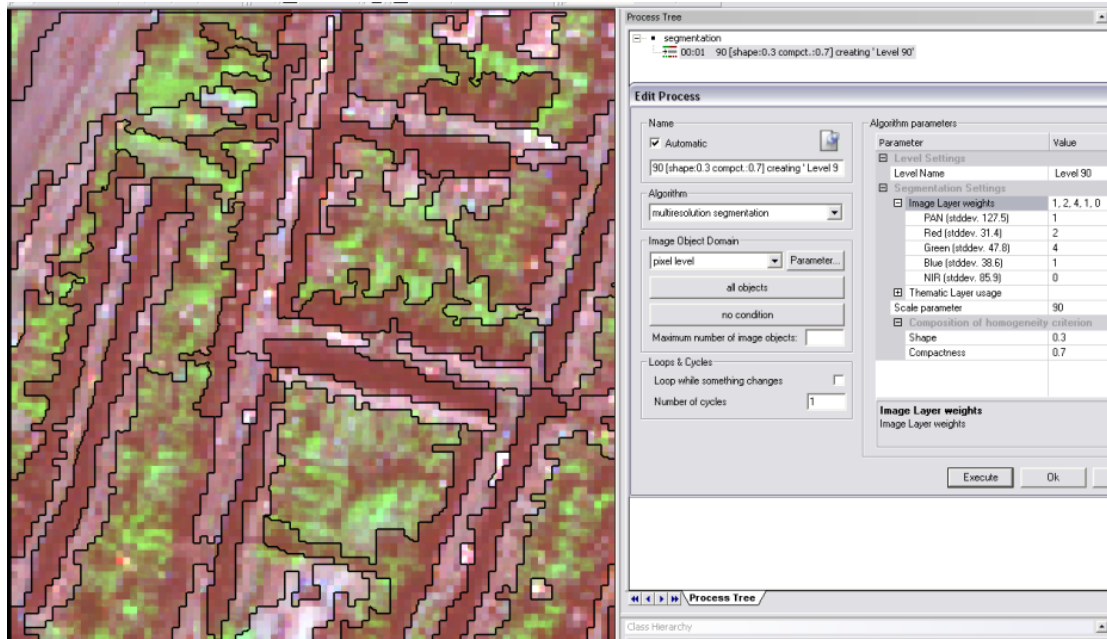 Process Tree
segmentation
00:01 90 [shape:0.3 compct.:0.7] creating 'Level 90'
Edit Process
Name
Automatic
90 [shape:0.3 compct.:0.7] creating 'Level 9
Algorithm
multiresolution segmentation
Image Object Domain
pixel level Parameter...
all objects
no condition
Maximum number of image objects:
Loops & Cycles
Loop while something changes
Number of cycles 1
Algorithm parameters
Parameter Value
Level Settings
Level Name Level 90
Segmentation Settings
Image Layer weights 1, 2, 4, 1, 0
PAN (stddev. 127.5) 1
Red (stddev. 31.4) 2
Green (stddev. 47.8) 4
Blue (stddev. 38.6) 1
NIR (stddev. 85.9) 0
Thematic Layer usage
Scale parameter 90
Composition of homogeneity criterion
Shape 0.3
Compactness 0.7
Image Layer weights
Image Layer weights
Execute Ok
Process Tree
Class Hierarchy